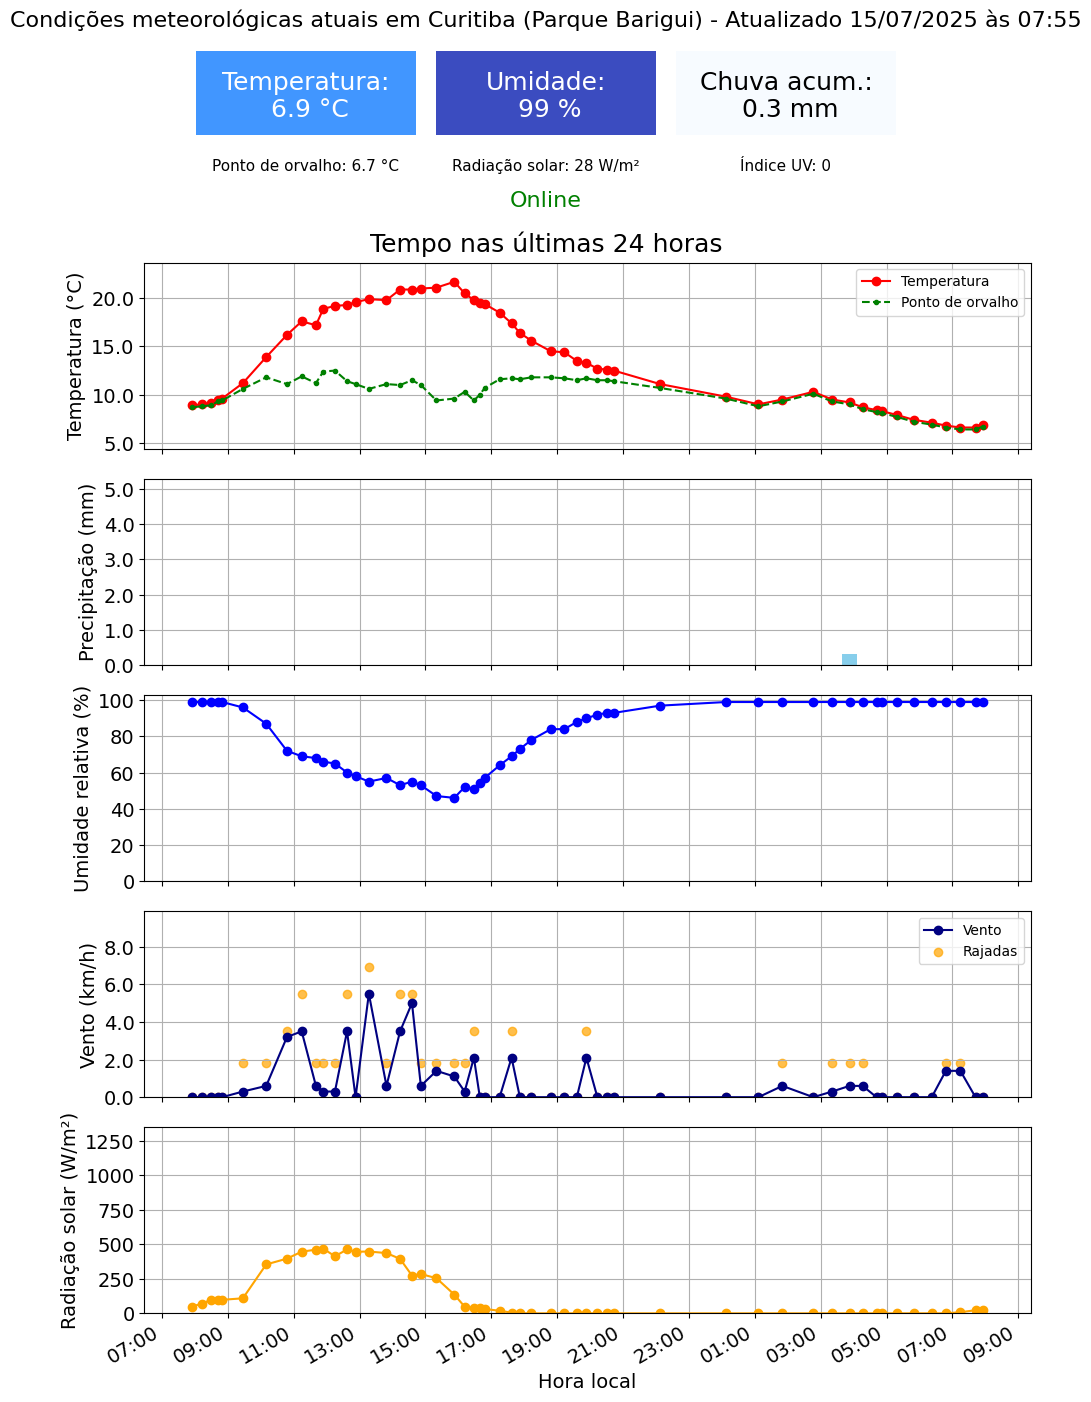 Condições meteorológicas atuais em Curitiba (Parque Barigui) - Atualizado 15/07/2025 às 07:55
Temperatura:
6.9 °C
Umidade:
99 %
Chuva acum.:
0.3 mm
Ponto de orvalho: 6.7 °C
Radiação solar: 28 W/m²
Índice UV: 0
Online
Tempo nas últimas 24 horas
Temperatura (°C)
20.0
15.0
10.0
5.0
Temperatura
Ponto de orvalho
Precipitação (mm)
5.0
4.0
3.0
2.0
1.0
0.0
Umidade relativa (%)
100
80
60
40
20
0
Vento (km/h)
8.0
6.0
4.0
2.0
0.0
Vento
Rajadas
Radiação solar (W/m²)
1250
1000
750
500
250
0
07:00
09:00
11:00
13:00
15:00
17:00
19:00
21:00
23:00
01:00
03:00
05:00
07:00
09:00
Hora local